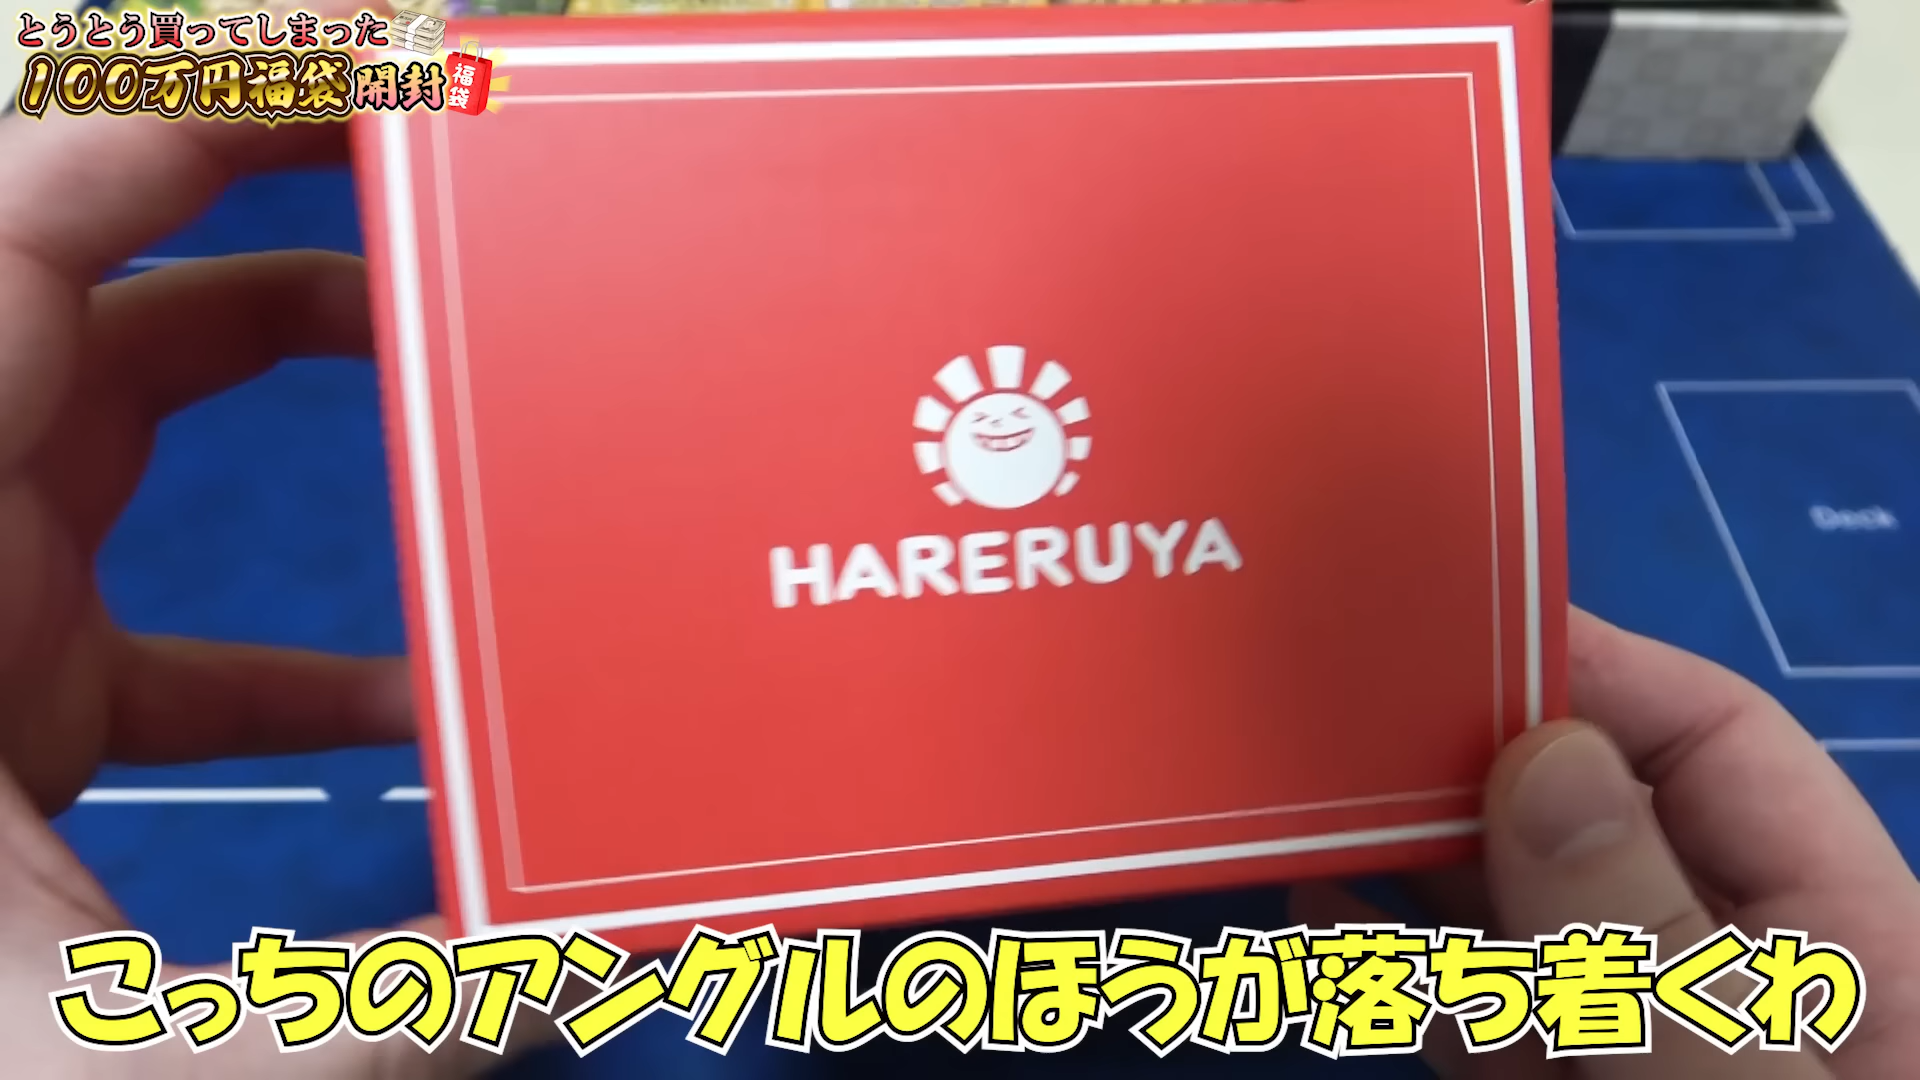 とうとう買ってしまった
100万円福袋開封
福袋
HARERUYA
Deck
こっちのアングルのほうが落ち着くわ